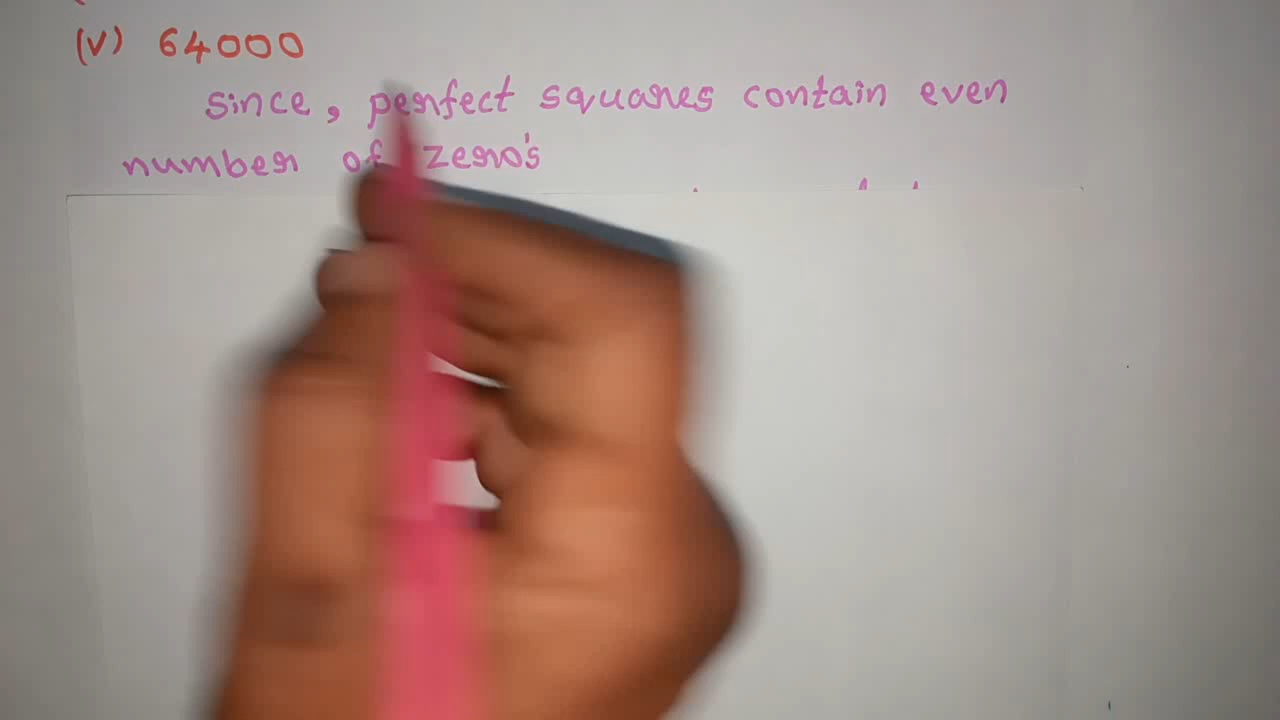 (v) 64000
since, perfect squares contain even
number of zero's